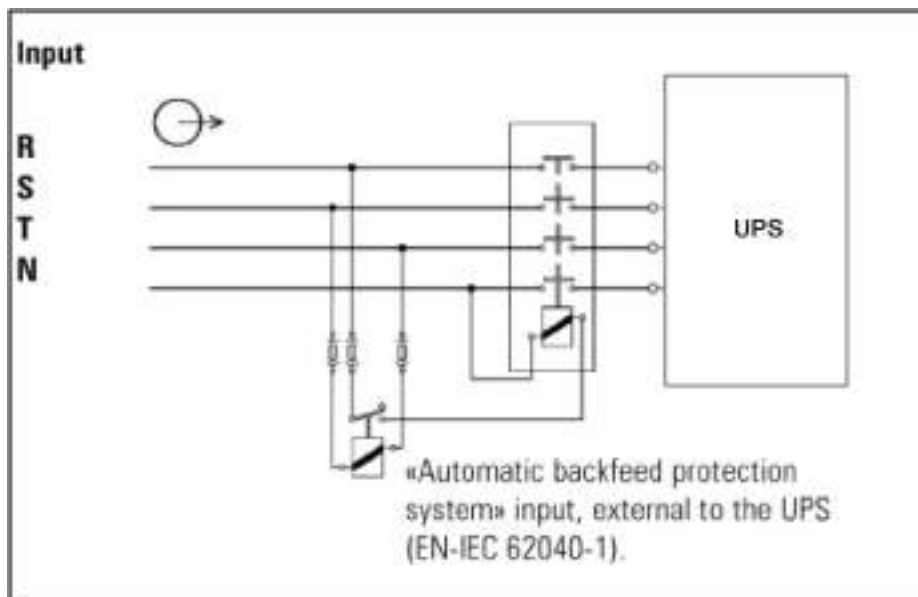 Input
R
S
T
N
UPS
«Automatic backfeed protection
system» input, external to the UPS
(EN-IEC 62040-1).